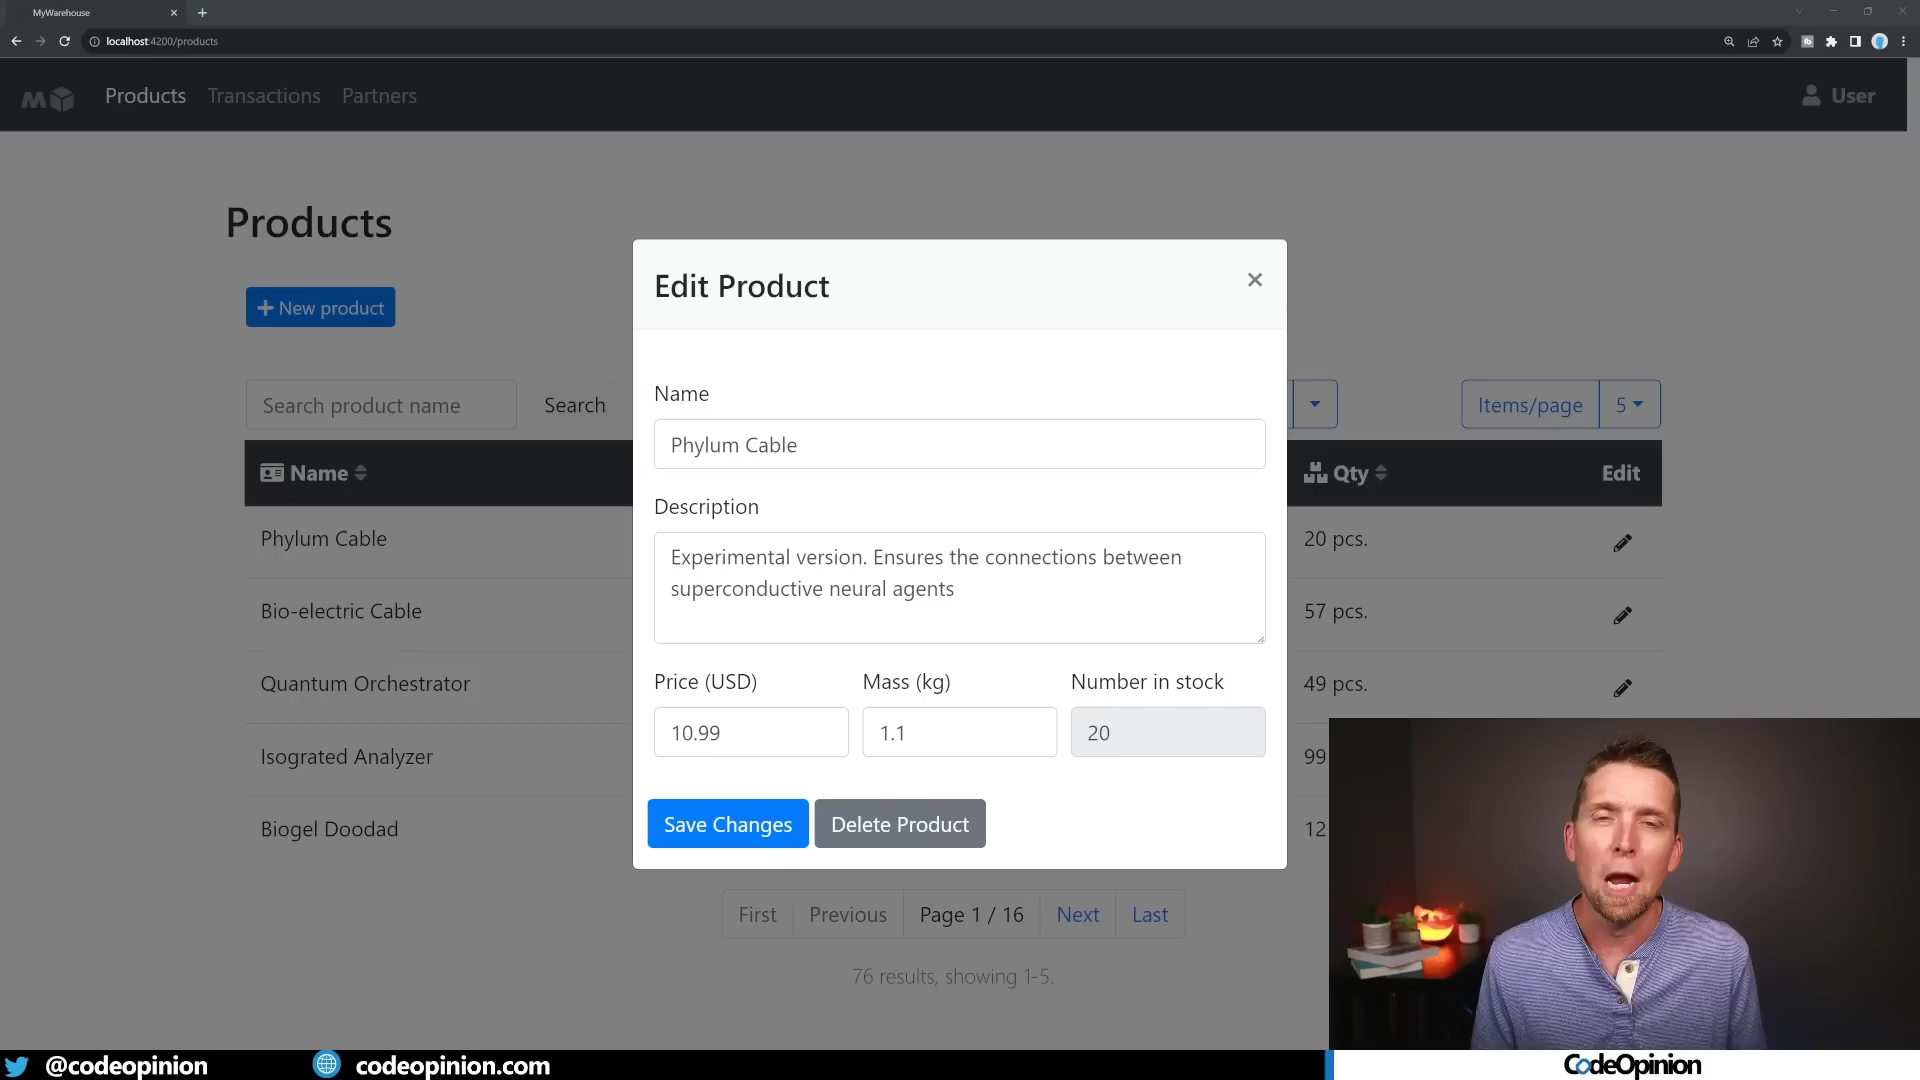 MyWarehouse
localhost:4200/products
M
Products
Transactions
Partners
User
Products
New product
Search product name
Search
Items/page
5
Name
Qty
Edit
Phylum Cable
20 pcs.
Bio-electric Cable
57 pcs.
Quantum Orchestrator
49 pcs.
Isograted Analyzer
99
Biogel Doodad
12
Edit Product
Name
Phylum Cable
Description
Experimental version. Ensures the connections between
superconductive neural agents
Price (USD)
Mass (kg)
Number in stock
10.99
1.1
20
Save Changes
Delete Product
First
Previous
Page 1 / 16
Next
Last
76 results, showing 1-5.
@codeopinion
codeopinion.com
CodeOpinion